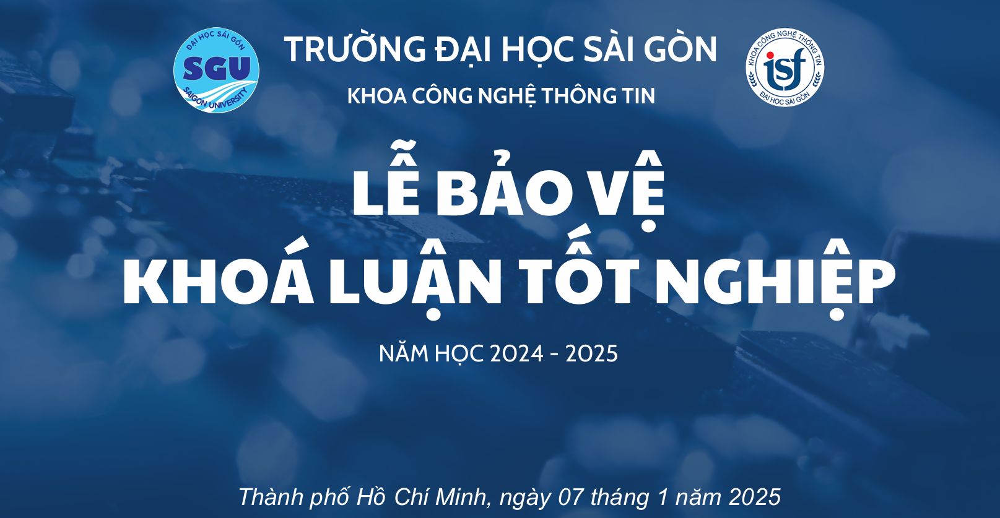 ĐẠI HỌC SÀI GÒN
SGU
SAIGON UNIVERSITY
TRƯỜNG ĐẠI HỌC SÀI GÒN
KHOA CÔNG NGHỆ THÔNG TIN
KHOA CÔNG NGHỆ THÔNG TIN
isf
ĐẠI HỌC SÀI GÒN
LỄ BẢO VỆ
KHOÁ LUẬN TỐT NGHIỆP
NĂM HỌC 2024 - 2025
Thành phố Hồ Chí Minh, ngày 07 tháng 1 năm 2025